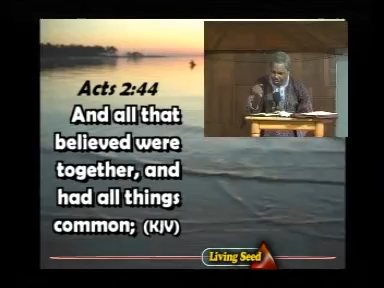 Acts 2:44
And all that
believed were
together, and
had all things
common; (KJV)
Living Seed